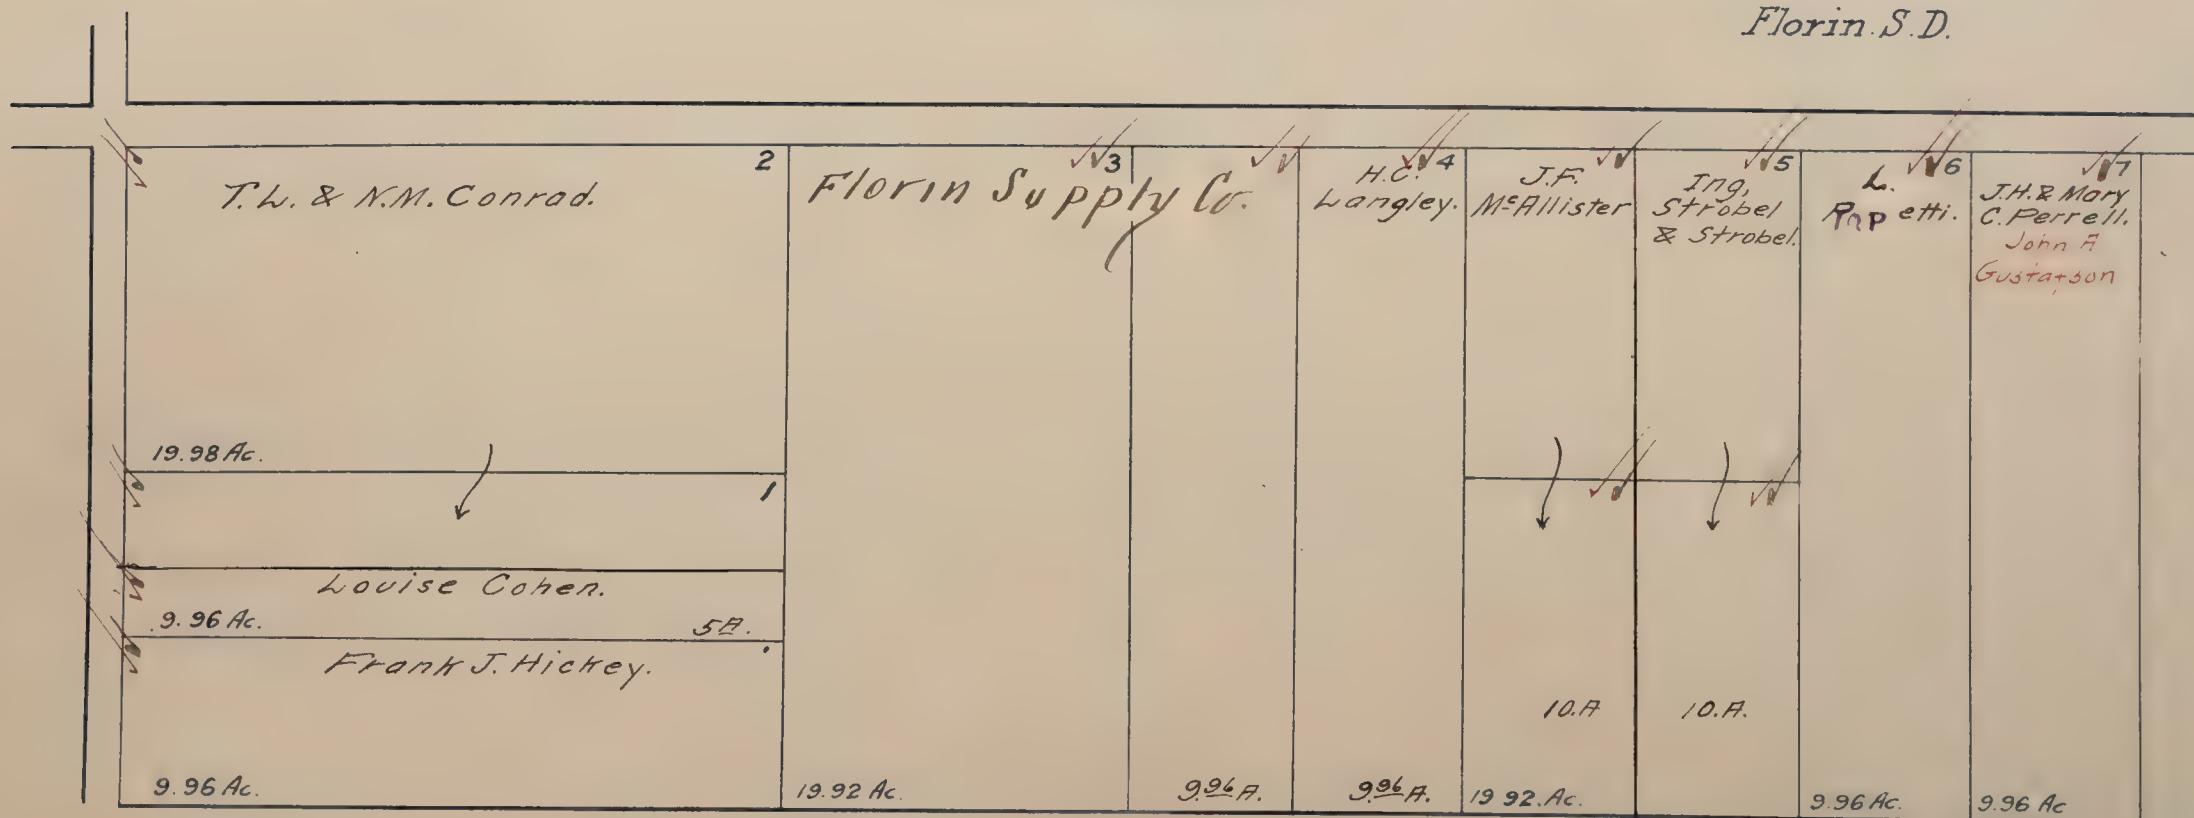 Florin. S.D.
2
T.L. & N.M. Conrad.
19.98 Ac.
1
Louise Cohen.
9.96 Ac.
5A.
Frank J. Hickey.
9.96 Ac.
3
Florin Supply Co.
19.92 Ac.
9.96 A.
4
H.C.
Langley.
9.96 A.
J.F.
McAllister
10.A
19 92. Ac.
5
Ing,
Strobel
& Strobel.
10.A.
6
L.
9.96 Ac.
7
J.H. & Mary
C. Perrell.
John A
Gustafson
9.96 Ac